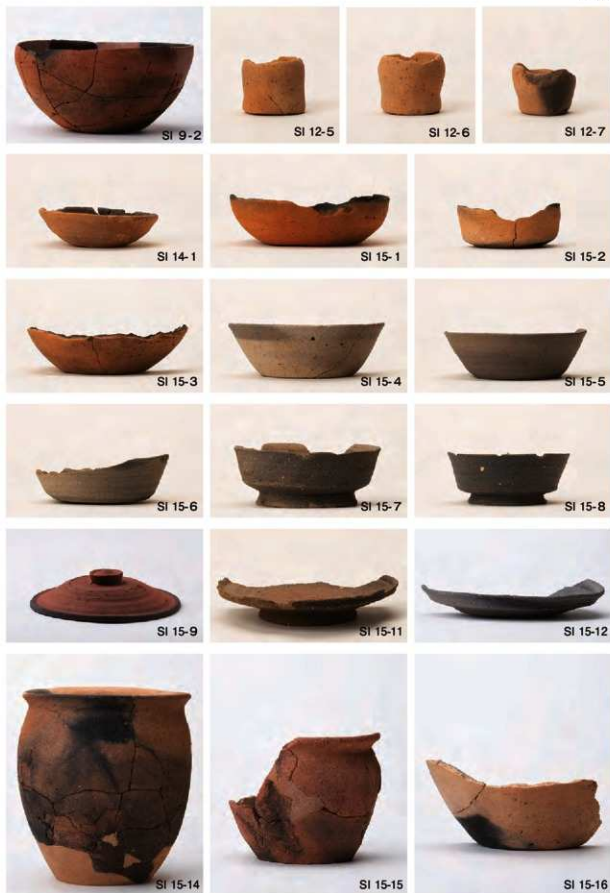 SI 9-2
SI 12-5
SI 12-6
SI 12-7
SI 14-1
SI 15-1
SI 15-2
SI 15-3
SI 15-4
SI 15-5
SI 15-6
SI 15-7
SI 15-8
SI 15-9
SI 15-11
SI 15-12
SI 15-14
SI 15-15
SI 15-16